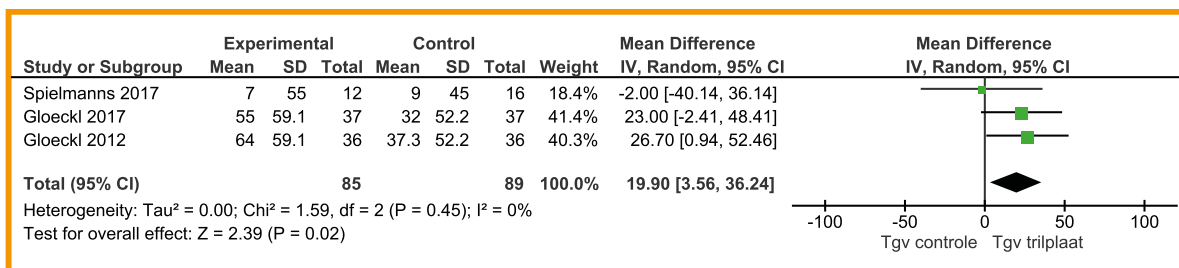 Experimental Control Mean Difference Mean Difference
Study or Subgroup Mean SD Total Mean SD Total Weight IV, Random, 95% CI IV, Random, 95% CI
Spielmanns 2017 7 55 12 9 45 16 18.4% -2.00 [-40.14, 36.14]
Gloeckl 2017 55 59.1 37 32 52.2 37 41.4% 23.00 [-2.41, 48.41]
Gloeckl 2012 64 59.1 36 37.3 52.2 36 40.3% 26.70 [0.94, 52.46]
Total (95% CI) 85 89 100.0% 19.90 [3.56, 36.24]
Heterogeneity: Tau² = 0.00; Chi² = 1.59, df = 2 (P = 0.45); I² = 0%
Test for overall effect: Z = 2.39 (P = 0.02)
-100 -50 0 50 100
Tgv controle Tgv trilplaat